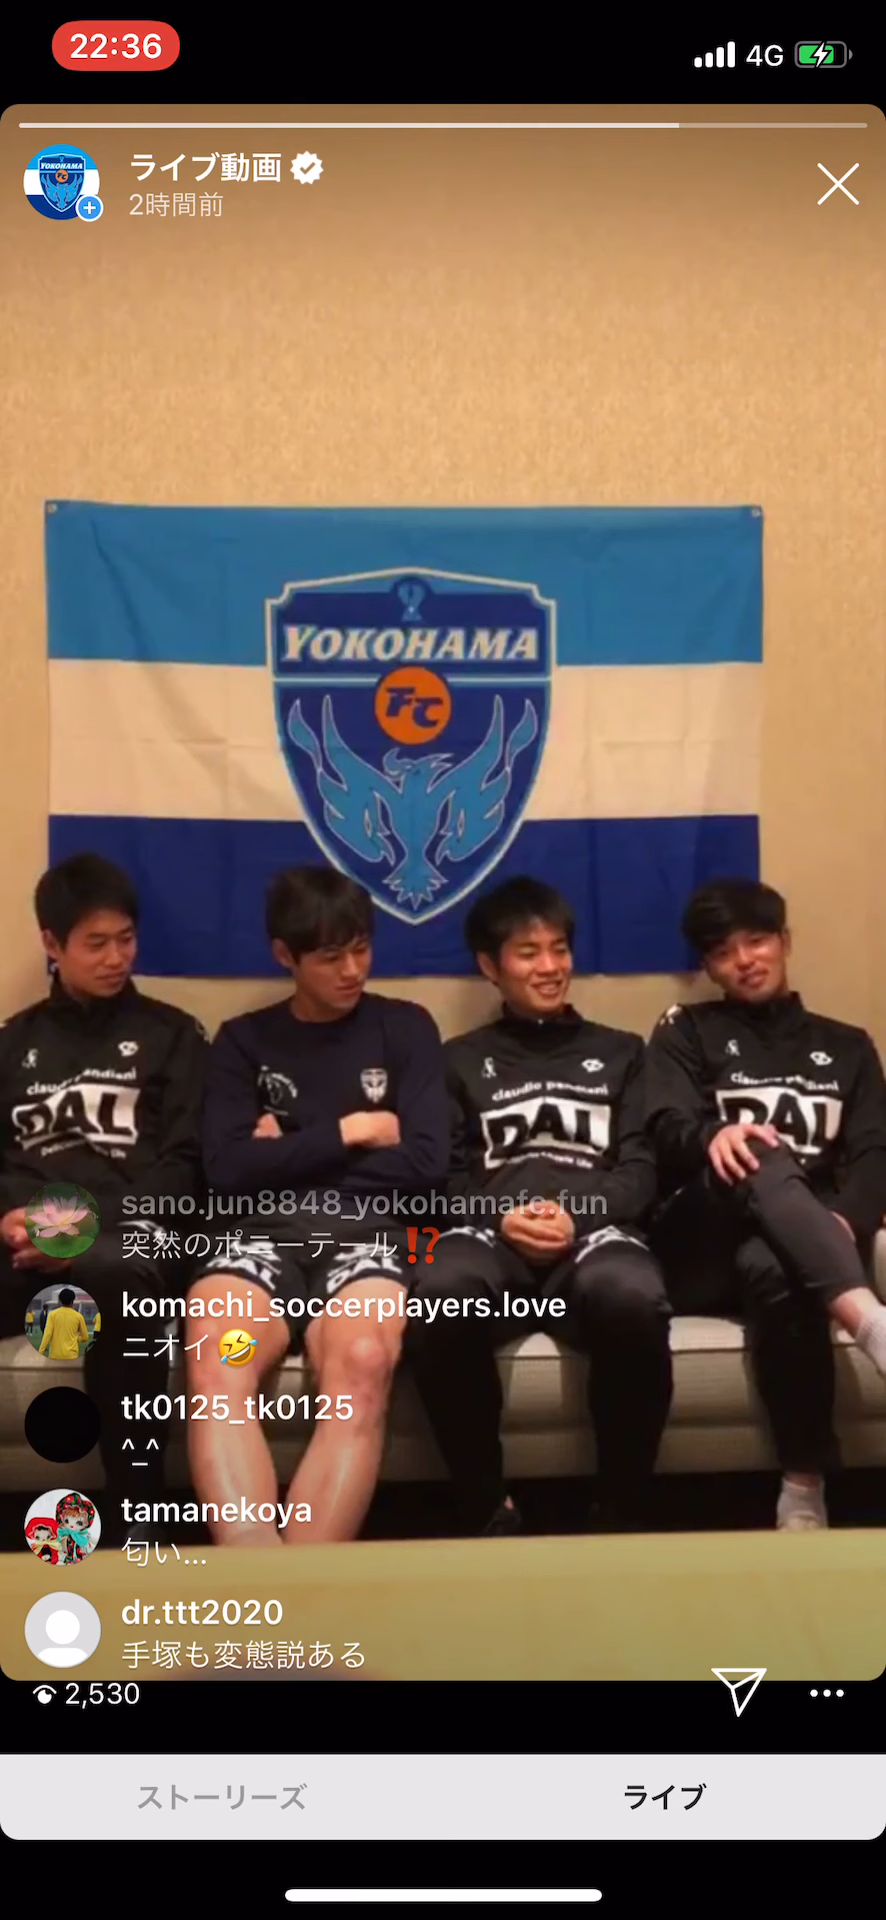 22:36
4G
YOKOHAMA
ライブ動画
2時間前
YOKOHAMA
FC
claudio pandiani
DAL
claudio pandiani
DAL
claudio pandiani
DAL
DAL
DAL
sano.jun8848_yokohamafc.fun
突然のポニーテール⁉️
komachi_soccerplayers.love
ニオイ🤣
tk0125_tk0125
^_^
tamanekoya
匂い...
dr.ttt2020
手塚も変態説ある
2,530
ストーリーズ
ライブ